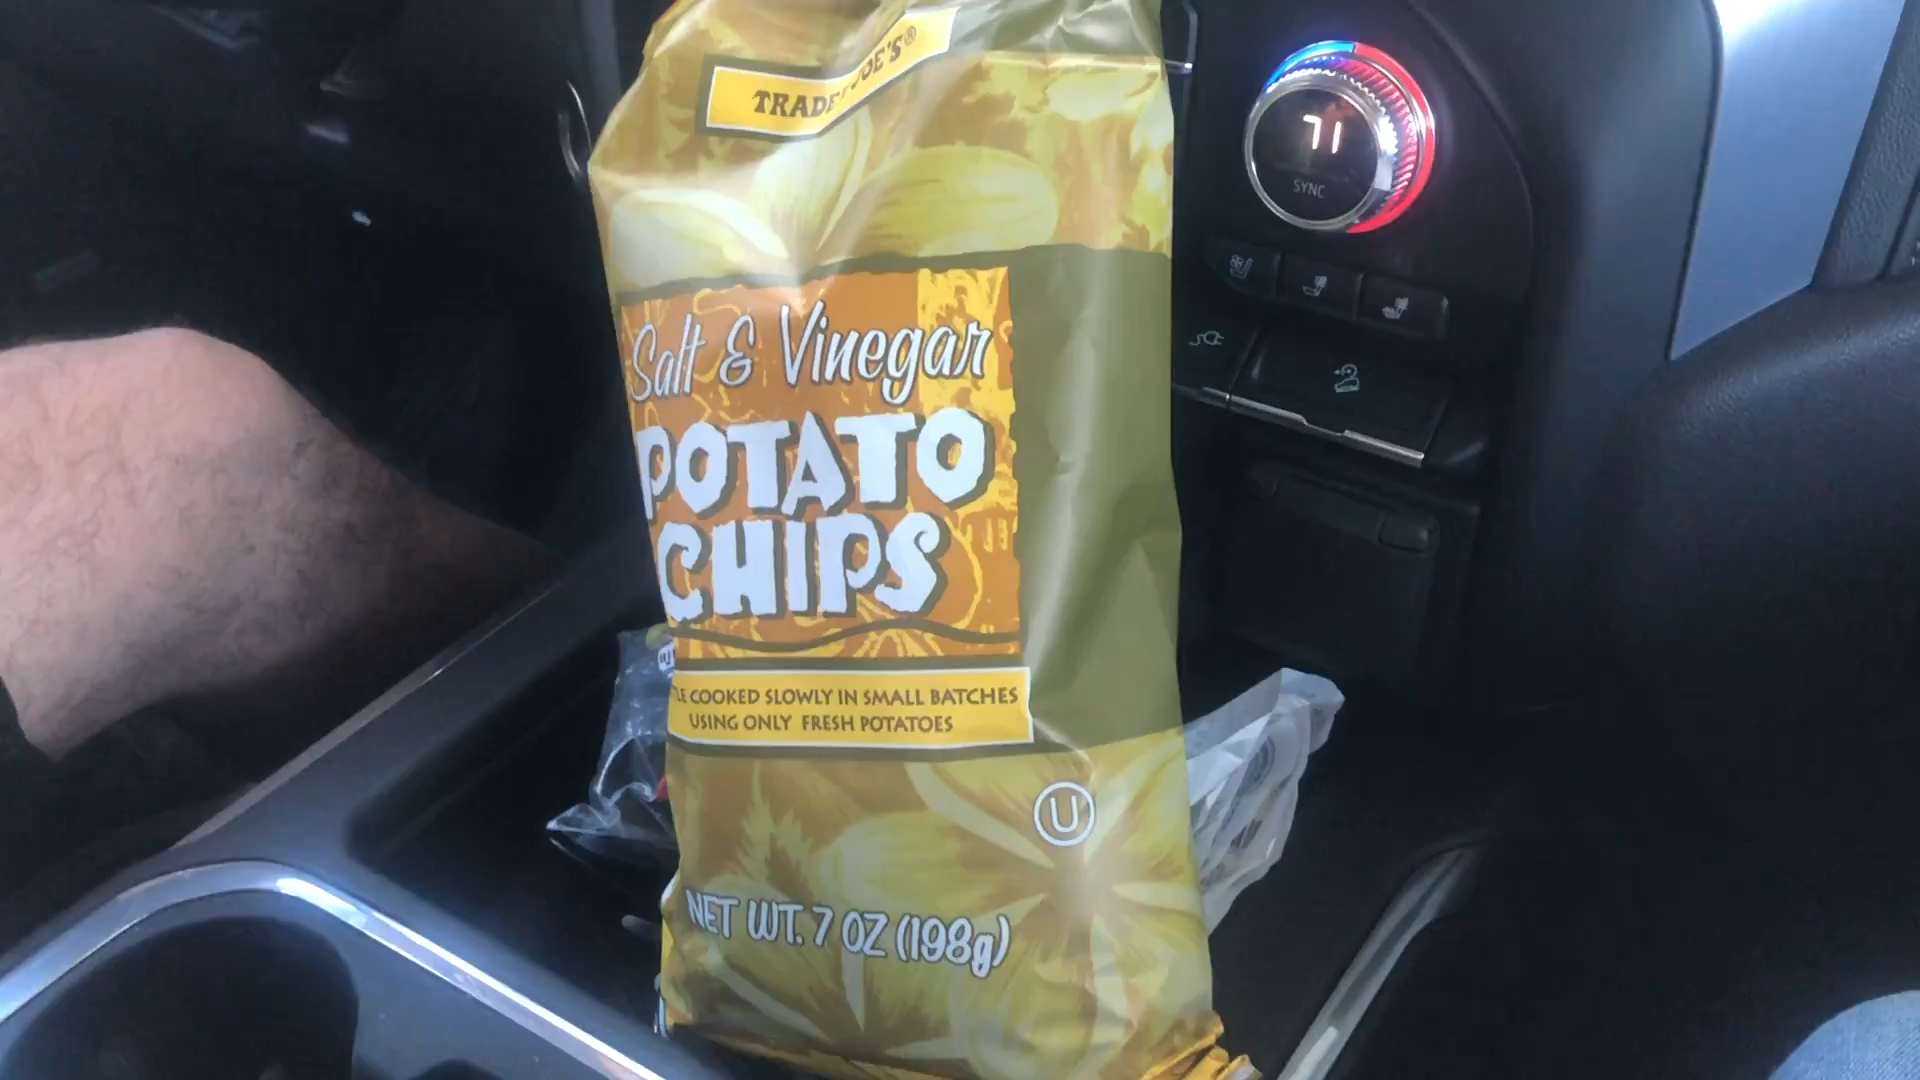 TRADER JOE'S®
71
SYNC
Salt & Vinegar
POTATO
CHIPS
COOKED SLOWLY IN SMALL BATCHES
USING ONLY FRESH POTATOES
U
NET WT. 7 OZ (198g)